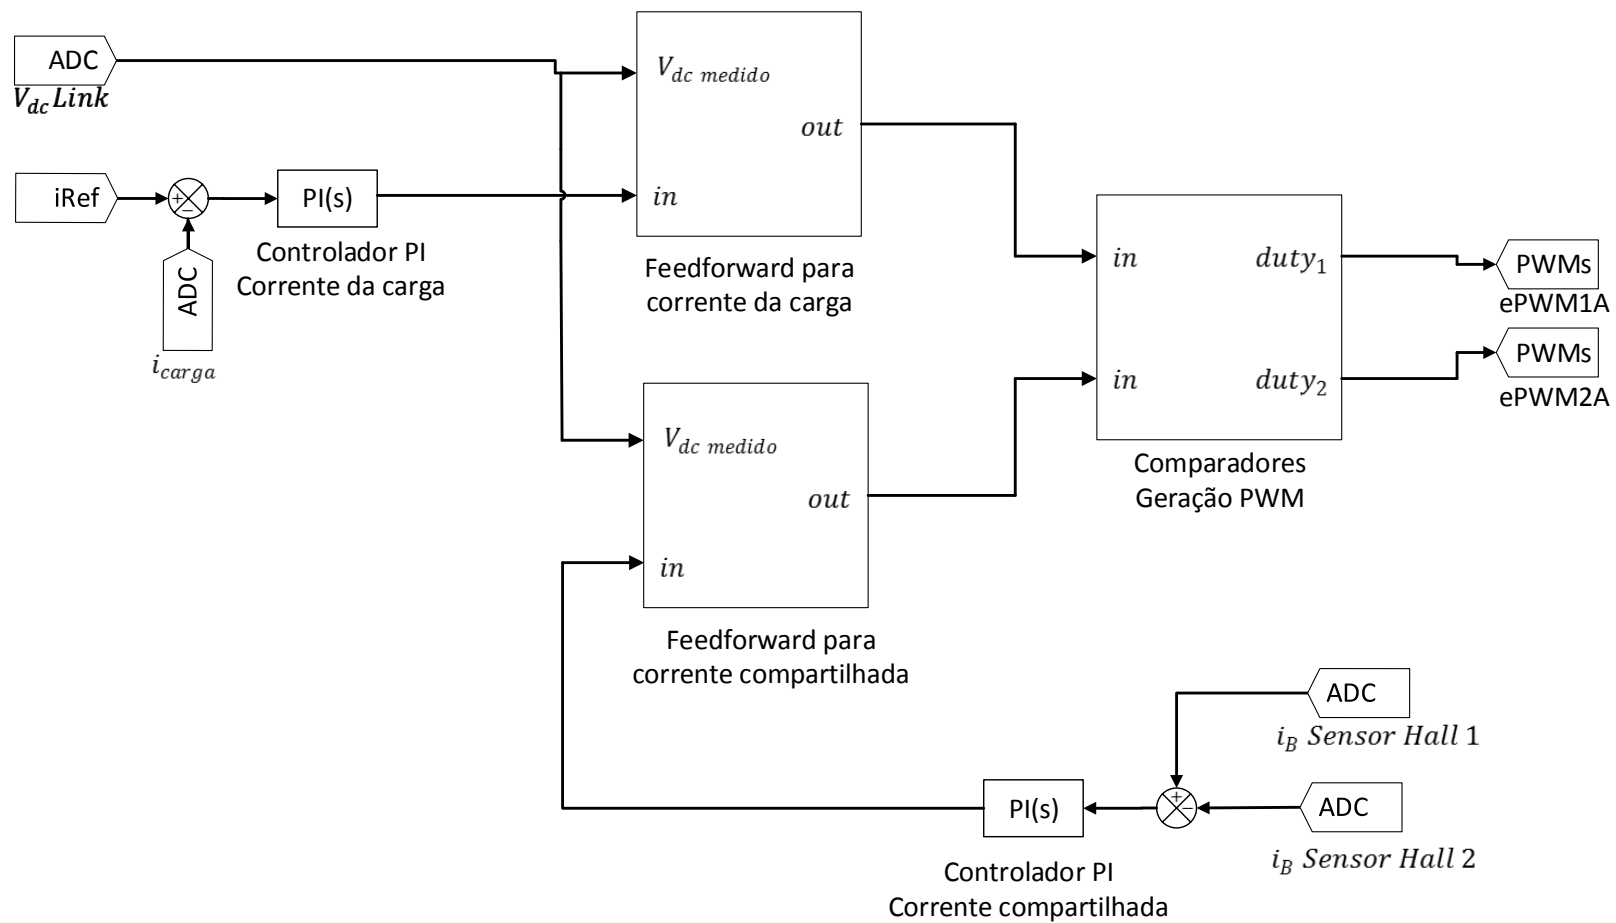 ADC
V_dc Link
iRef
+
−
ADC
i_carga
PI(s)
Controlador PI
Corrente da carga
V_dc medido
out
in
Feedforward para
corrente da carga
V_dc medido
out
in
Feedforward para
corrente compartilhada
in
duty_1
in
duty_2
Comparadores
Geração PWM
PWMs
ePWM1A
PWMs
ePWM2A
ADC
i_B Sensor Hall 1
+
−
ADC
i_B Sensor Hall 2
PI(s)
Controlador PI
Corrente compartilhada